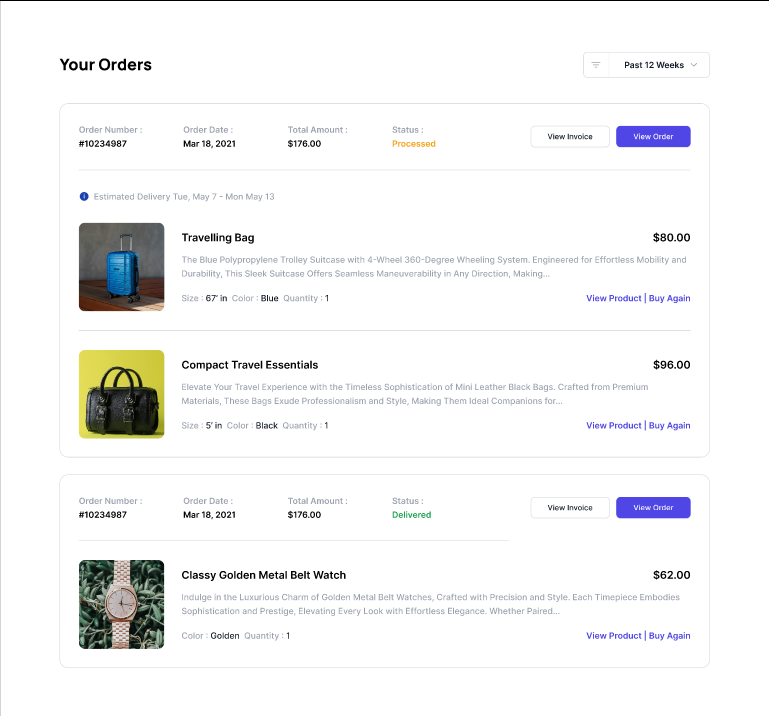 Your Orders
Past 12 Weeks
Order Number : Order Date : Total Amount : Status :
#10234987 Mar 18, 2021 $176.00 Processed
View Invoice View Order
Estimated Delivery Tue, May 7 - Mon May 13
Travelling Bag $80.00
The Blue Polypropylene Trolley Suitcase with 4-Wheel 360-Degree Wheeling System. Engineered for Effortless Mobility and
Durability, This Sleek Suitcase Offers Seamless Maneuverability in Any Direction, Making...
Size : 67' in Color : Blue Quantity : 1 View Product | Buy Again
Compact Travel Essentials $96.00
Elevate Your Travel Experience with the Timeless Sophistication of Mini Leather Black Bags. Crafted from Premium
Materials, These Bags Exude Professionalism and Style, Making Them Ideal Companions for...
Size : 5' in Color : Black Quantity : 1 View Product | Buy Again
Order Number : Order Date : Total Amount : Status :
#10234987 Mar 18, 2021 $176.00 Delivered
View Invoice View Order
Classy Golden Metal Belt Watch $62.00
Indulge in the Luxurious Charm of Golden Metal Belt Watches, Crafted with Precision and Style. Each Timepiece Embodies
Sophistication and Prestige, Elevating Every Look with Effortless Elegance. Whether Paired...
Color : Golden Quantity : 1 View Product | Buy Again